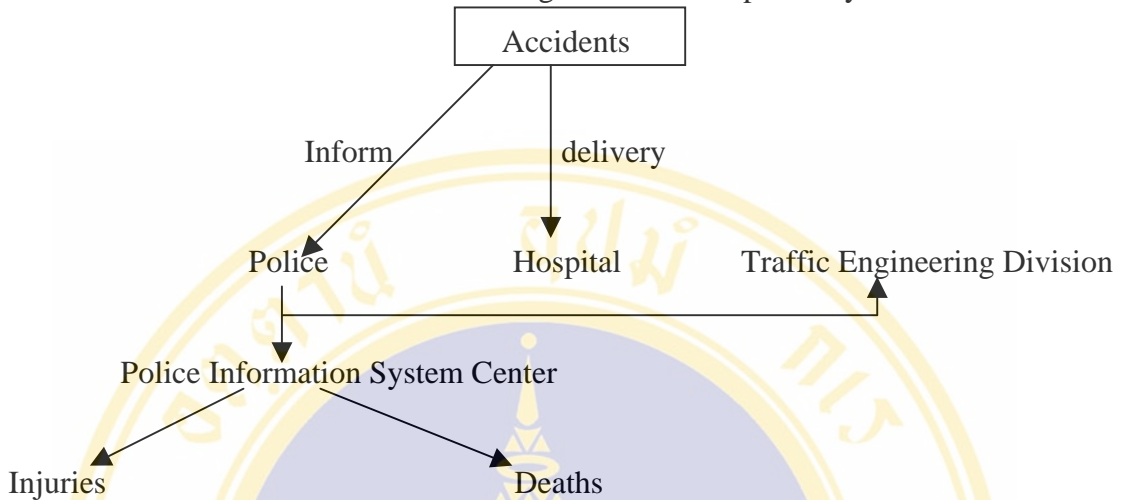 Accidents
Inform delivery
Police Hospital Traffic Engineering Division
Police Information System Center
Injuries Deaths